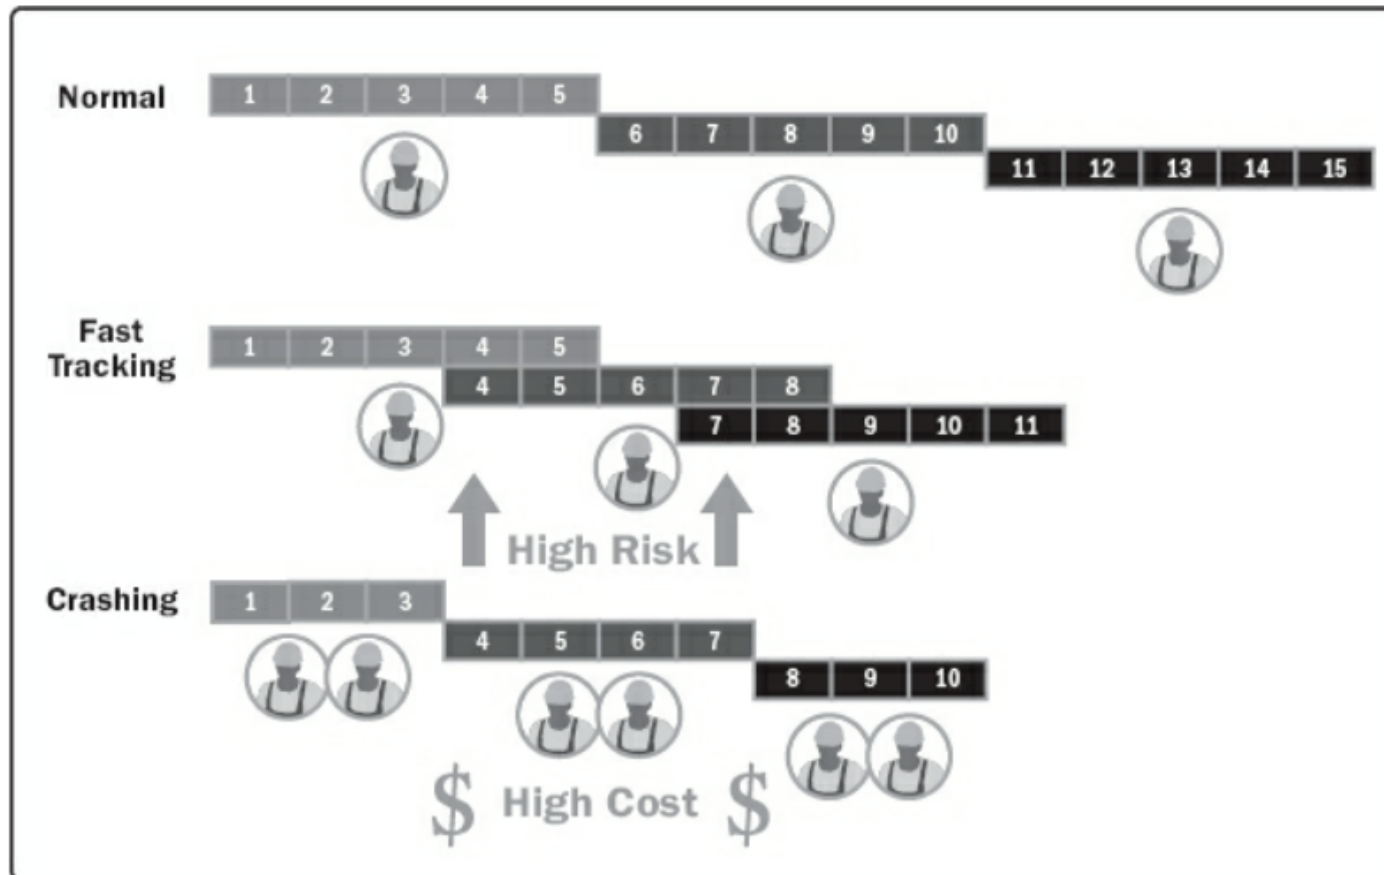 Normal
1 2 3 4 5
6 7 8 9 10
11 12 13 14 15
Fast
Tracking
1 2 3 4 5
4 5 6 7 8
7 8 9 10 11
High Risk
Crashing
1 2 3
4 5 6 7
8 9 10
$ High Cost $